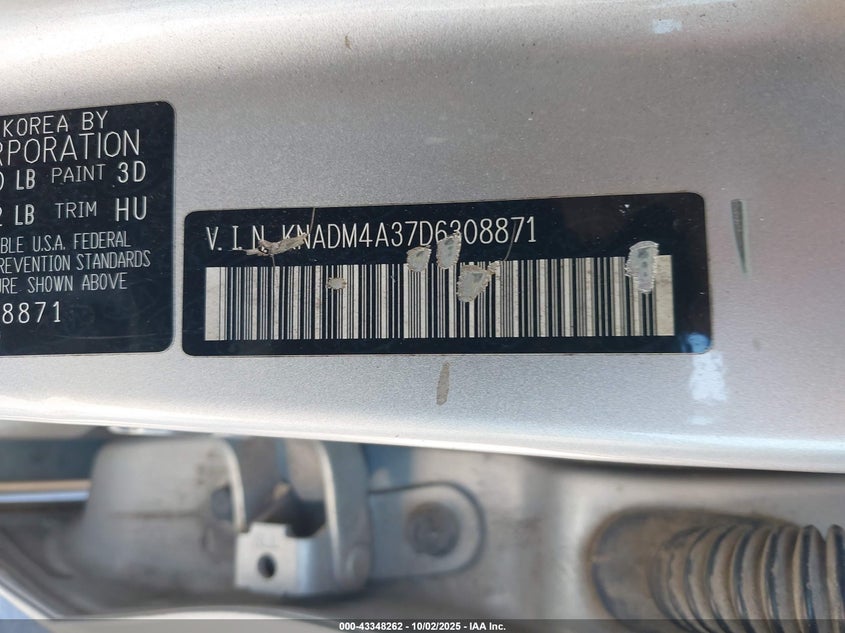 KOREA BY
RPORATION
LB PAINT 3D
LB TRIM HU
BLE U.S.A. FEDERAL
REVENTION STANDARDS
URE SHOWN ABOVE
8871
V.I.N KNADM4A37D6308871
000-43348262 - 10/02/2025 - IAA Inc.